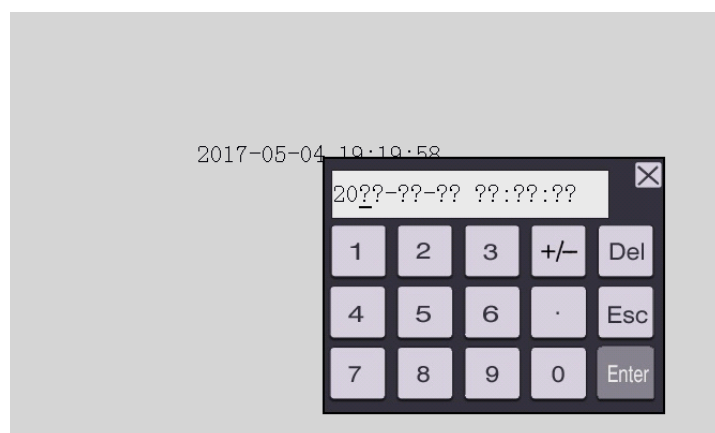 2017-05-04 19:19:58
20??-??-?? ??:??:??
1 2 3 +/- Del
4 5 6 . Esc
7 8 9 0 Enter